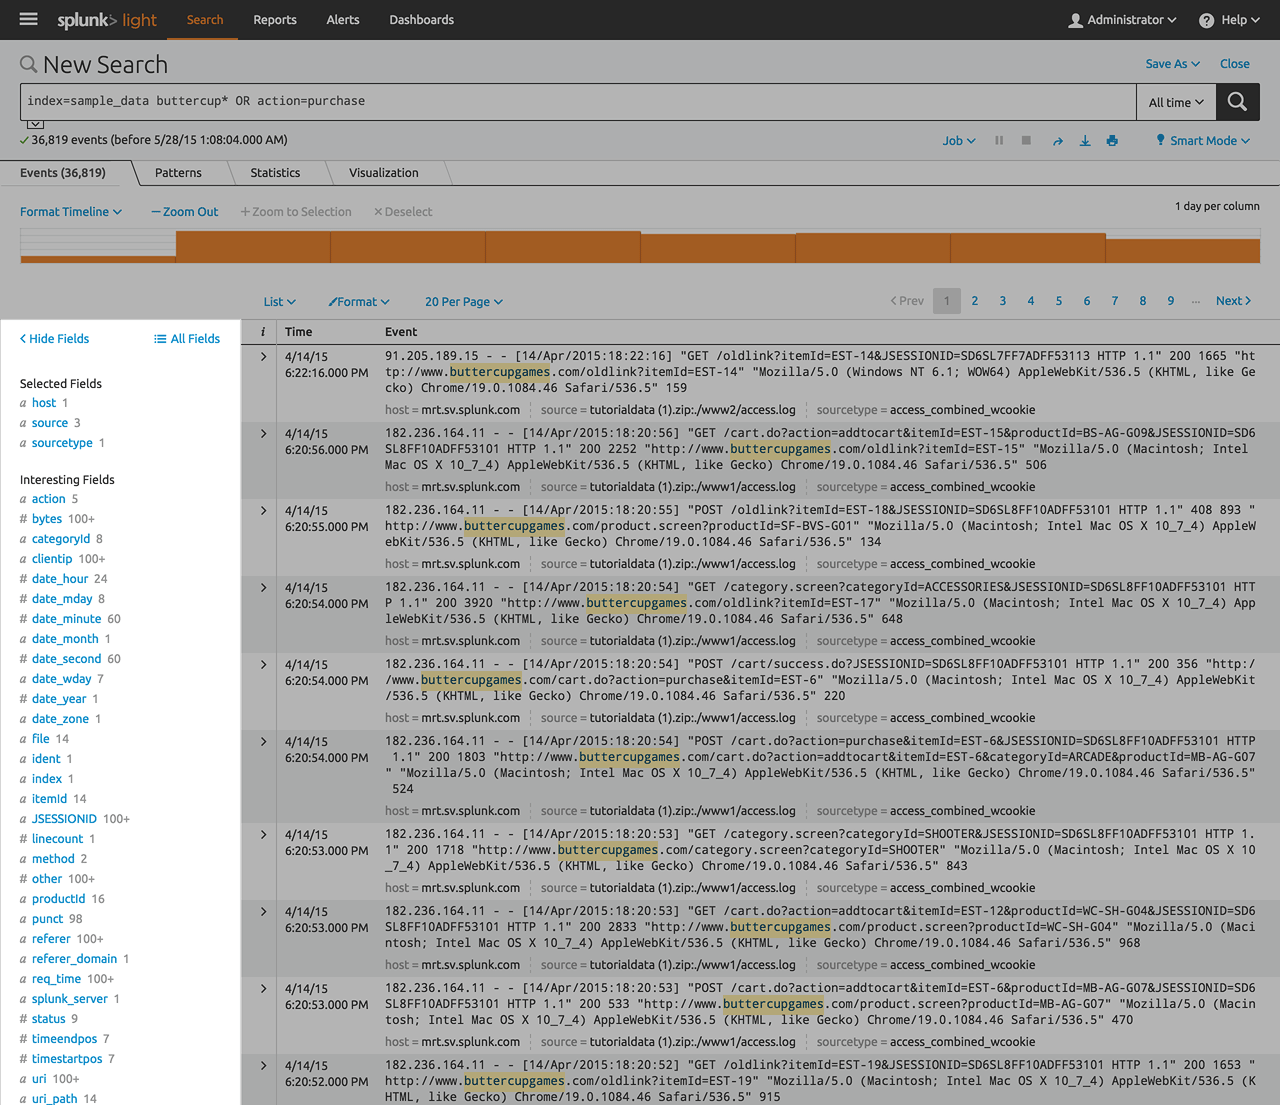 splunk> light Search Reports Alerts Dashboards Administrator ? Help
New Search Save As Close
index=sample_data buttercup* OR action=purchase All time
36,819 events (before 5/28/15 1:08:04.000 AM) Job Smart Mode
Events (36,819) Patterns Statistics Visualization
Format Timeline — Zoom Out + Zoom to Selection × Deselect 1 day per column
List Format 20 Per Page < Prev 1 2 3 4 5 6 7 8 9 ... Next >
< Hide Fields All Fields
Selected Fields
a host 1
a source 3
a sourcetype 1
Interesting Fields
a action 5
# bytes 100+
a categoryId 8
a clientip 100+
# date_hour 24
# date_mday 8
# date_minute 60
a date_month 1
# date_second 60
a date_wday 7
# date_year 1
a date_zone 1
a file 14
a ident 1
a index 1
a itemId 14
a JSESSIONID 100+
# linecount 1
a method 2
# other 100+
a productId 16
a punct 98
a referer 100+
a referer_domain 1
a req_time 100+
a splunk_server 1
# status 9
# timeendpos 7
# timestartpos 7
a uri 100+
a uri_path 14
i Time Event
> 4/14/15 6:22:16.000 PM
91.205.189.15 - - [14/Apr/2015:18:22:16] "GET /oldlink?itemId=EST-14&JSESSIONID=SD6SL7FF7ADFF53113 HTTP 1.1" 200 1665 "ht
tp://www.buttercupgames.com/oldlink?itemId=EST-14" "Mozilla/5.0 (Windows NT 6.1; WOW64) AppleWebKit/536.5 (KHTML, like Ge
cko) Chrome/19.0.1084.46 Safari/536.5" 159
host = mrt.sv.splunk.com source = tutorialdata (1).zip:./www2/access.log sourcetype = access_combined_wcookie
> 4/14/15 6:20:56.000 PM
182.236.164.11 - - [14/Apr/2015:18:20:56] "GET /cart.do?action=addtocart&itemId=EST-15&productId=BS-AG-G09&JSESSIONID=SD6
SL8FF10ADFF53101 HTTP 1.1" 200 2252 "http://www.buttercupgames.com/oldlink?itemId=EST-15" "Mozilla/5.0 (Macintosh; Intel
Mac OS X 10_7_4) AppleWebKit/536.5 (KHTML, like Gecko) Chrome/19.0.1084.46 Safari/536.5" 506
host = mrt.sv.splunk.com source = tutorialdata (1).zip:./www1/access.log sourcetype = access_combined_wcookie
> 4/14/15 6:20:55.000 PM
182.236.164.11 - - [14/Apr/2015:18:20:55] "POST /oldlink?itemId=EST-18&JSESSIONID=SD6SL8FF10ADFF53101 HTTP 1.1" 408 893 "
http://www.buttercupgames.com/product.screen?productId=SF-BVS-G01" "Mozilla/5.0 (Macintosh; Intel Mac OS X 10_7_4) AppleW
ebKit/536.5 (KHTML, like Gecko) Chrome/19.0.1084.46 Safari/536.5" 134
host = mrt.sv.splunk.com source = tutorialdata (1).zip:./www1/access.log sourcetype = access_combined_wcookie
> 4/14/15 6:20:54.000 PM
182.236.164.11 - - [14/Apr/2015:18:20:54] "GET /category.screen?categoryId=ACCESSORIES&JSESSIONID=SD6SL8FF10ADFF53101 HTT
P 1.1" 200 3920 "http://www.buttercupgames.com/oldlink?itemId=EST-17" "Mozilla/5.0 (Macintosh; Intel Mac OS X 10_7_4) App
leWebKit/536.5 (KHTML, like Gecko) Chrome/19.0.1084.46 Safari/536.5" 648
host = mrt.sv.splunk.com source = tutorialdata (1).zip:./www1/access.log sourcetype = access_combined_wcookie
> 4/14/15 6:20:54.000 PM
182.236.164.11 - - [14/Apr/2015:18:20:54] "POST /cart/success.do?JSESSIONID=SD6SL8FF10ADFF53101 HTTP 1.1" 200 356 "http:/
/www.buttercupgames.com/cart.do?action=purchase&itemId=EST-6" "Mozilla/5.0 (Macintosh; Intel Mac OS X 10_7_4) AppleWebKit
/536.5 (KHTML, like Gecko) Chrome/19.0.1084.46 Safari/536.5" 220
host = mrt.sv.splunk.com source = tutorialdata (1).zip:./www1/access.log sourcetype = access_combined_wcookie
> 4/14/15 6:20:54.000 PM
182.236.164.11 - - [14/Apr/2015:18:20:54] "POST /cart.do?action=purchase&itemId=EST-6&JSESSIONID=SD6SL8FF10ADFF53101 HTTP
1.1" 200 1803 "http://www.buttercupgames.com/cart.do?action=addtocart&itemId=EST-6&categoryId=ARCADE&productId=MB-AG-G07
" "Mozilla/5.0 (Macintosh; Intel Mac OS X 10_7_4) AppleWebKit/536.5 (KHTML, like Gecko) Chrome/19.0.1084.46 Safari/536.5"
524
host = mrt.sv.splunk.com source = tutorialdata (1).zip:./www1/access.log sourcetype = access_combined_wcookie
> 4/14/15 6:20:53.000 PM
182.236.164.11 - - [14/Apr/2015:18:20:53] "GET /category.screen?categoryId=SHOOTER&JSESSIONID=SD6SL8FF10ADFF53101 HTTP 1.
1" 200 1718 "http://www.buttercupgames.com/category.screen?categoryId=SHOOTER" "Mozilla/5.0 (Macintosh; Intel Mac OS X 10
_7_4) AppleWebKit/536.5 (KHTML, like Gecko) Chrome/19.0.1084.46 Safari/536.5" 843
host = mrt.sv.splunk.com source = tutorialdata (1).zip:./www1/access.log sourcetype = access_combined_wcookie
> 4/14/15 6:20:53.000 PM
182.236.164.11 - - [14/Apr/2015:18:20:53] "GET /cart.do?action=addtocart&itemId=EST-12&productId=WC-SH-G04&JSESSIONID=SD6
SL8FF10ADFF53101 HTTP 1.1" 200 2833 "http://www.buttercupgames.com/product.screen?productId=WC-SH-G04" "Mozilla/5.0 (Maci
ntosh; Intel Mac OS X 10_7_4) AppleWebKit/536.5 (KHTML, like Gecko) Chrome/19.0.1084.46 Safari/536.5" 968
host = mrt.sv.splunk.com source = tutorialdata (1).zip:./www1/access.log sourcetype = access_combined_wcookie
> 4/14/15 6:20:53.000 PM
182.236.164.11 - - [14/Apr/2015:18:20:53] "POST /cart.do?action=addtocart&itemId=EST-6&productId=MB-AG-G07&JSESSIONID=SD6
SL8FF10ADFF53101 HTTP 1.1" 200 533 "http://www.buttercupgames.com/product.screen?productId=MB-AG-G07" "Mozilla/5.0 (Macin
tosh; Intel Mac OS X 10_7_4) AppleWebKit/536.5 (KHTML, like Gecko) Chrome/19.0.1084.46 Safari/536.5" 470
host = mrt.sv.splunk.com source = tutorialdata (1).zip:./www1/access.log sourcetype = access_combined_wcookie
> 4/14/15 6:20:52.000 PM
182.236.164.11 - - [14/Apr/2015:18:20:52] "GET /oldlink?itemId=EST-19&JSESSIONID=SD6SL8FF10ADFF53101 HTTP 1.1" 200 1653 "
http://www.buttercupgames.com/oldlink?itemId=EST-19" "Mozilla/5.0 (Macintosh; Intel Mac OS X 10_7_4) AppleWebKit/536.5 (K
HTML, like Gecko) Chrome/19.0.1084.46 Safari/536.5" 915